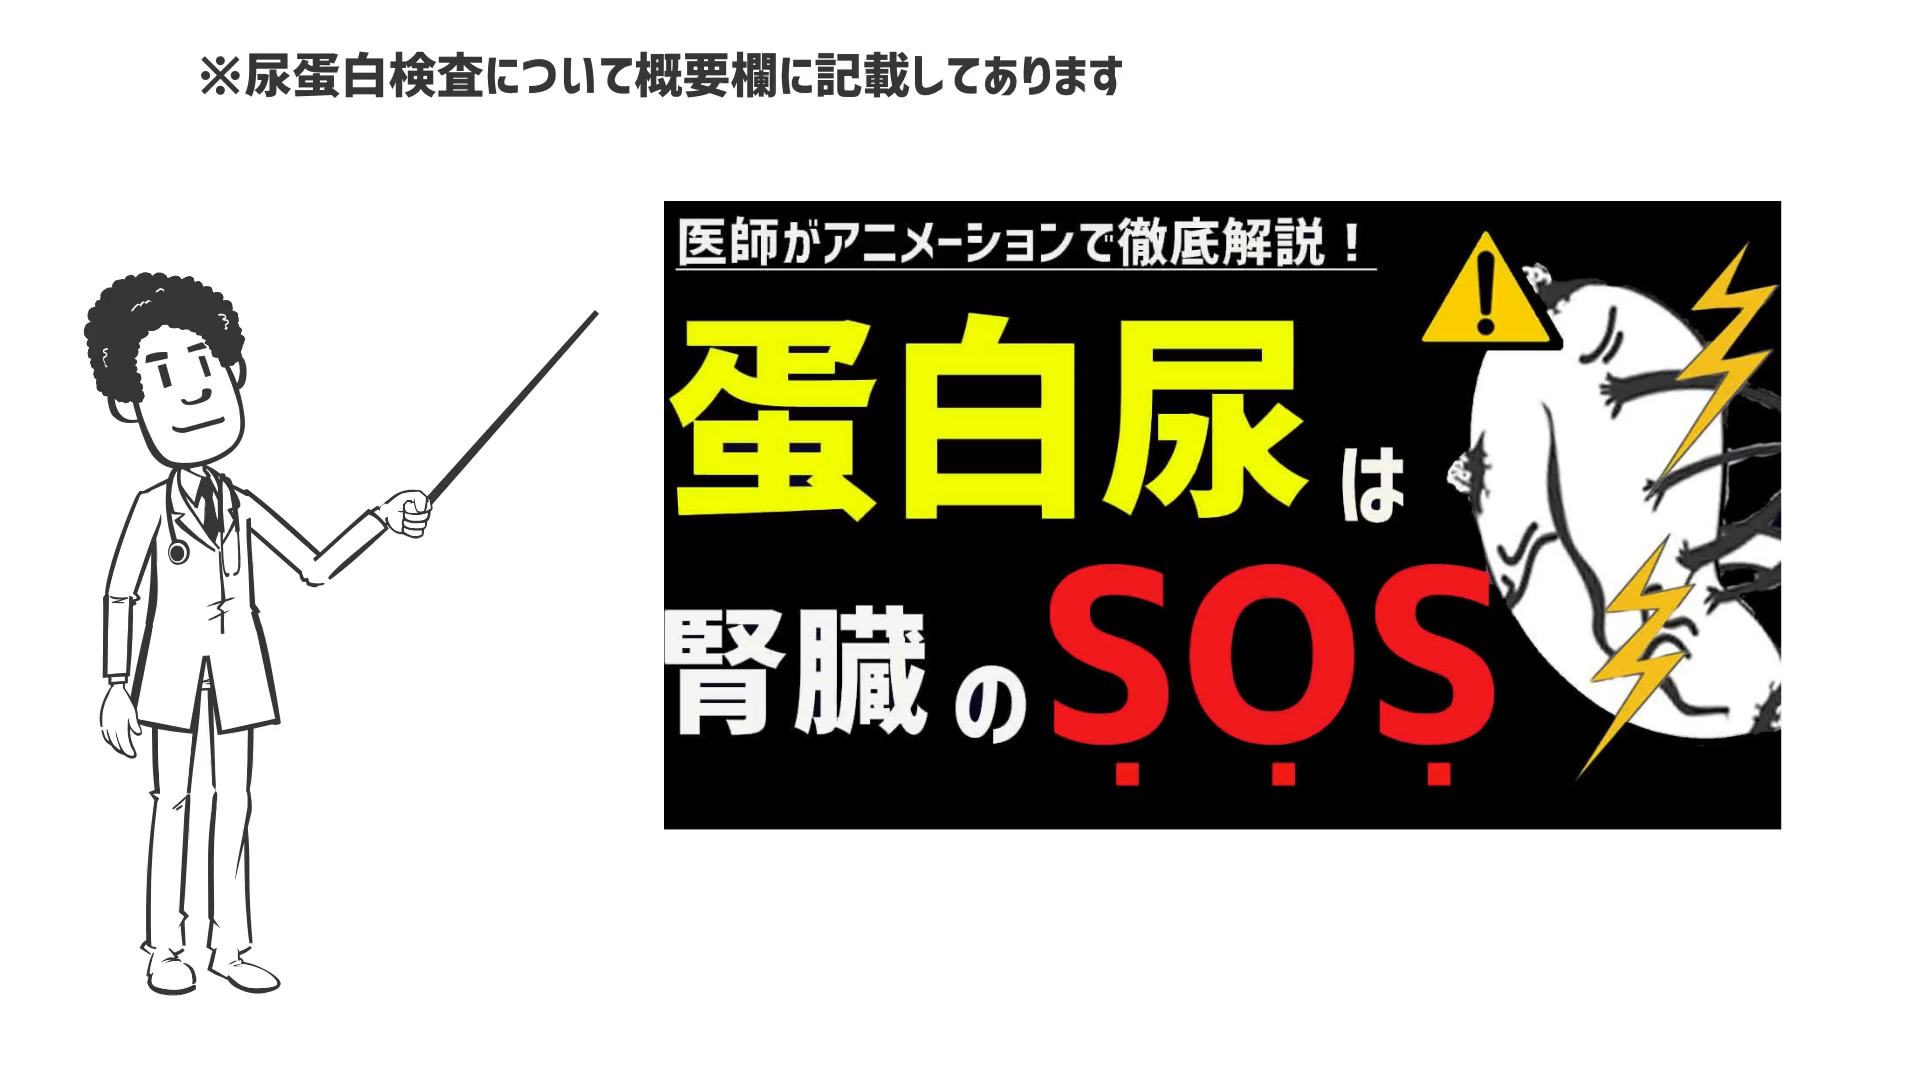 ※尿蛋白検査について概要欄に記載してあります
医師がアニメーションで徹底解説！
蛋白尿は
腎臓のSOS